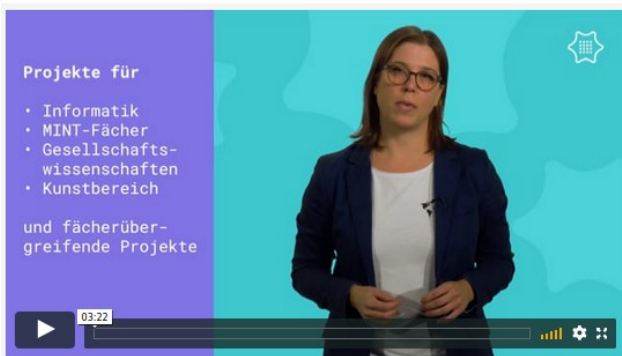 Projekte für
• Informatik
• MINT-Fächer
• Gesellschafts-
wissenschaften
• Kunstbereich
und fächerüber-
greifende Projekte
03:22